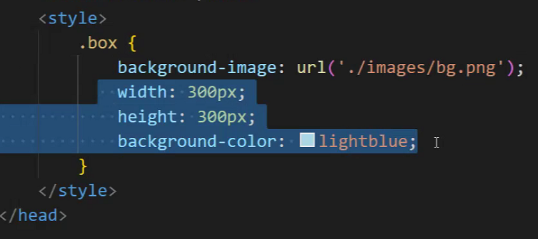 <style>
.box {
background-image: url('./images/bg.png');
width: 300px;
height: 300px;
background-color: lightblue;
}
</style>
</head>